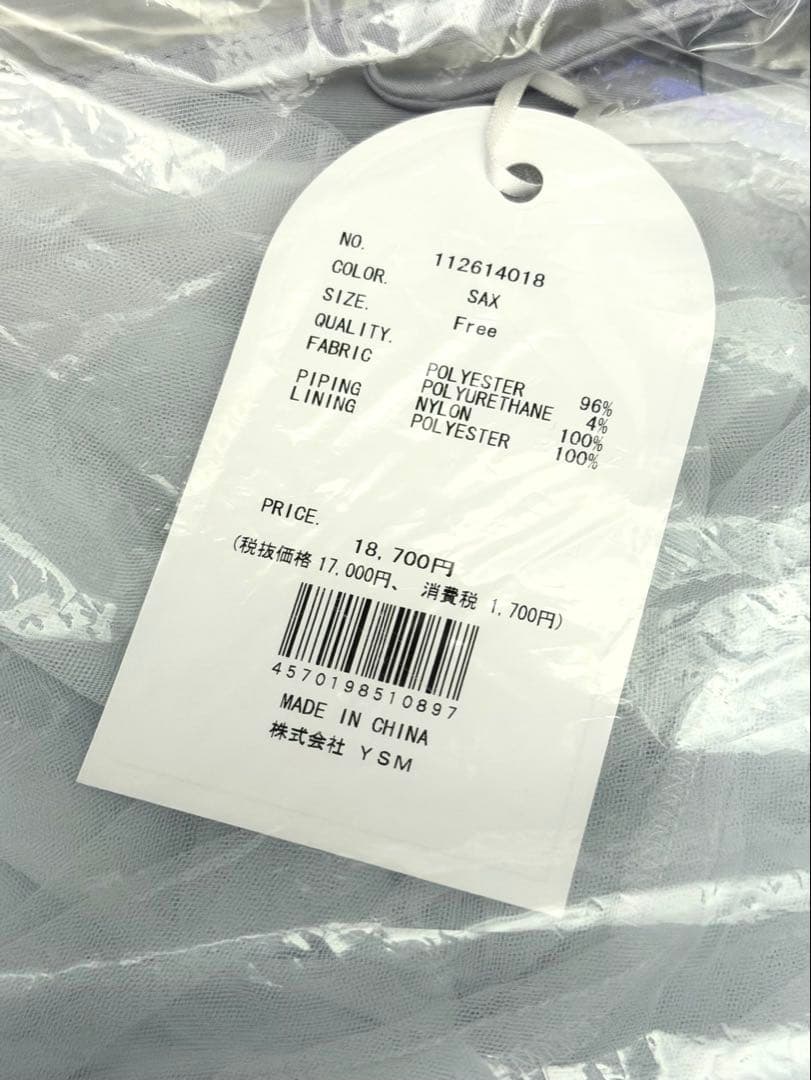 NO. 112614018
COLOR. SAX
SIZE. Free
QUALITY.
FABRIC POLYESTER 96%
POLYURETHANE 4%
PIPING NYLON 100%
LINING POLYESTER 100%
PRICE. 18,700円
(税抜価格 17,000円、 消費税 1,700円)
4570198510897
MADE IN CHINA
株式会社 YSM